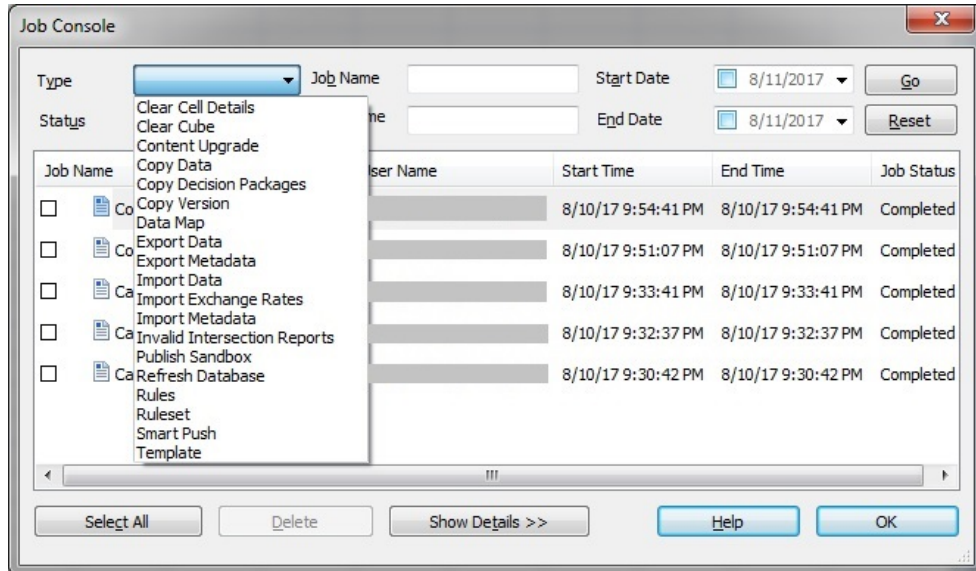 Job Console
Type Job Name Start Date 8/11/2017 Go
Status me End Date 8/11/2017 Reset
Clear Cell Details
Clear Cube
Content Upgrade
Copy Data
Copy Decision Packages
Copy Version
Data Map
Export Data
Export Metadata
Import Data
Import Exchange Rates
Import Metadata
Invalid Intersection Reports
Publish Sandbox
Refresh Database
Rules
Ruleset
Smart Push
Template
Job Name User Name Start Time End Time Job Status
Co 8/10/17 9:54:41 PM 8/10/17 9:54:41 PM Completed
Co 8/10/17 9:51:07 PM 8/10/17 9:51:07 PM Completed
Ca 8/10/17 9:33:41 PM 8/10/17 9:33:41 PM Completed
Ca 8/10/17 9:32:37 PM 8/10/17 9:32:37 PM Completed
Ca 8/10/17 9:30:42 PM 8/10/17 9:30:42 PM Completed
Select All Delete Show Details >> Help OK